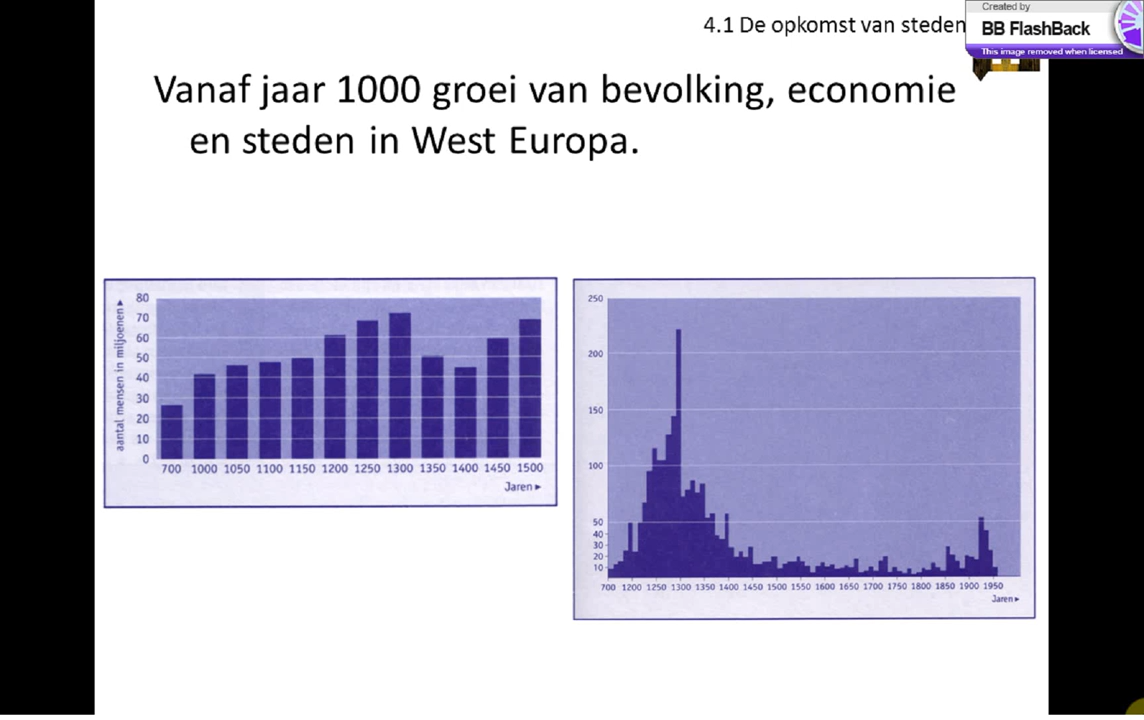 4.1 De opkomst van steden
Created by
BB FlashBack
This image removed when licensed
Vanaf jaar 1000 groei van bevolking, economie
en steden in West Europa.
aantal mensen in miljoenen
80
70
60
50
40
30
20
10
0
700 1000 1050 1100 1150 1200 1250 1300 1350 1400 1450 1500
Jaren
250
200
150
100
50
40
30
20
10
700 1200 1250 1300 1350 1400 1450 1500 1550 1600 1650 1700 1750 1800 1850 1900 1950
Jaren